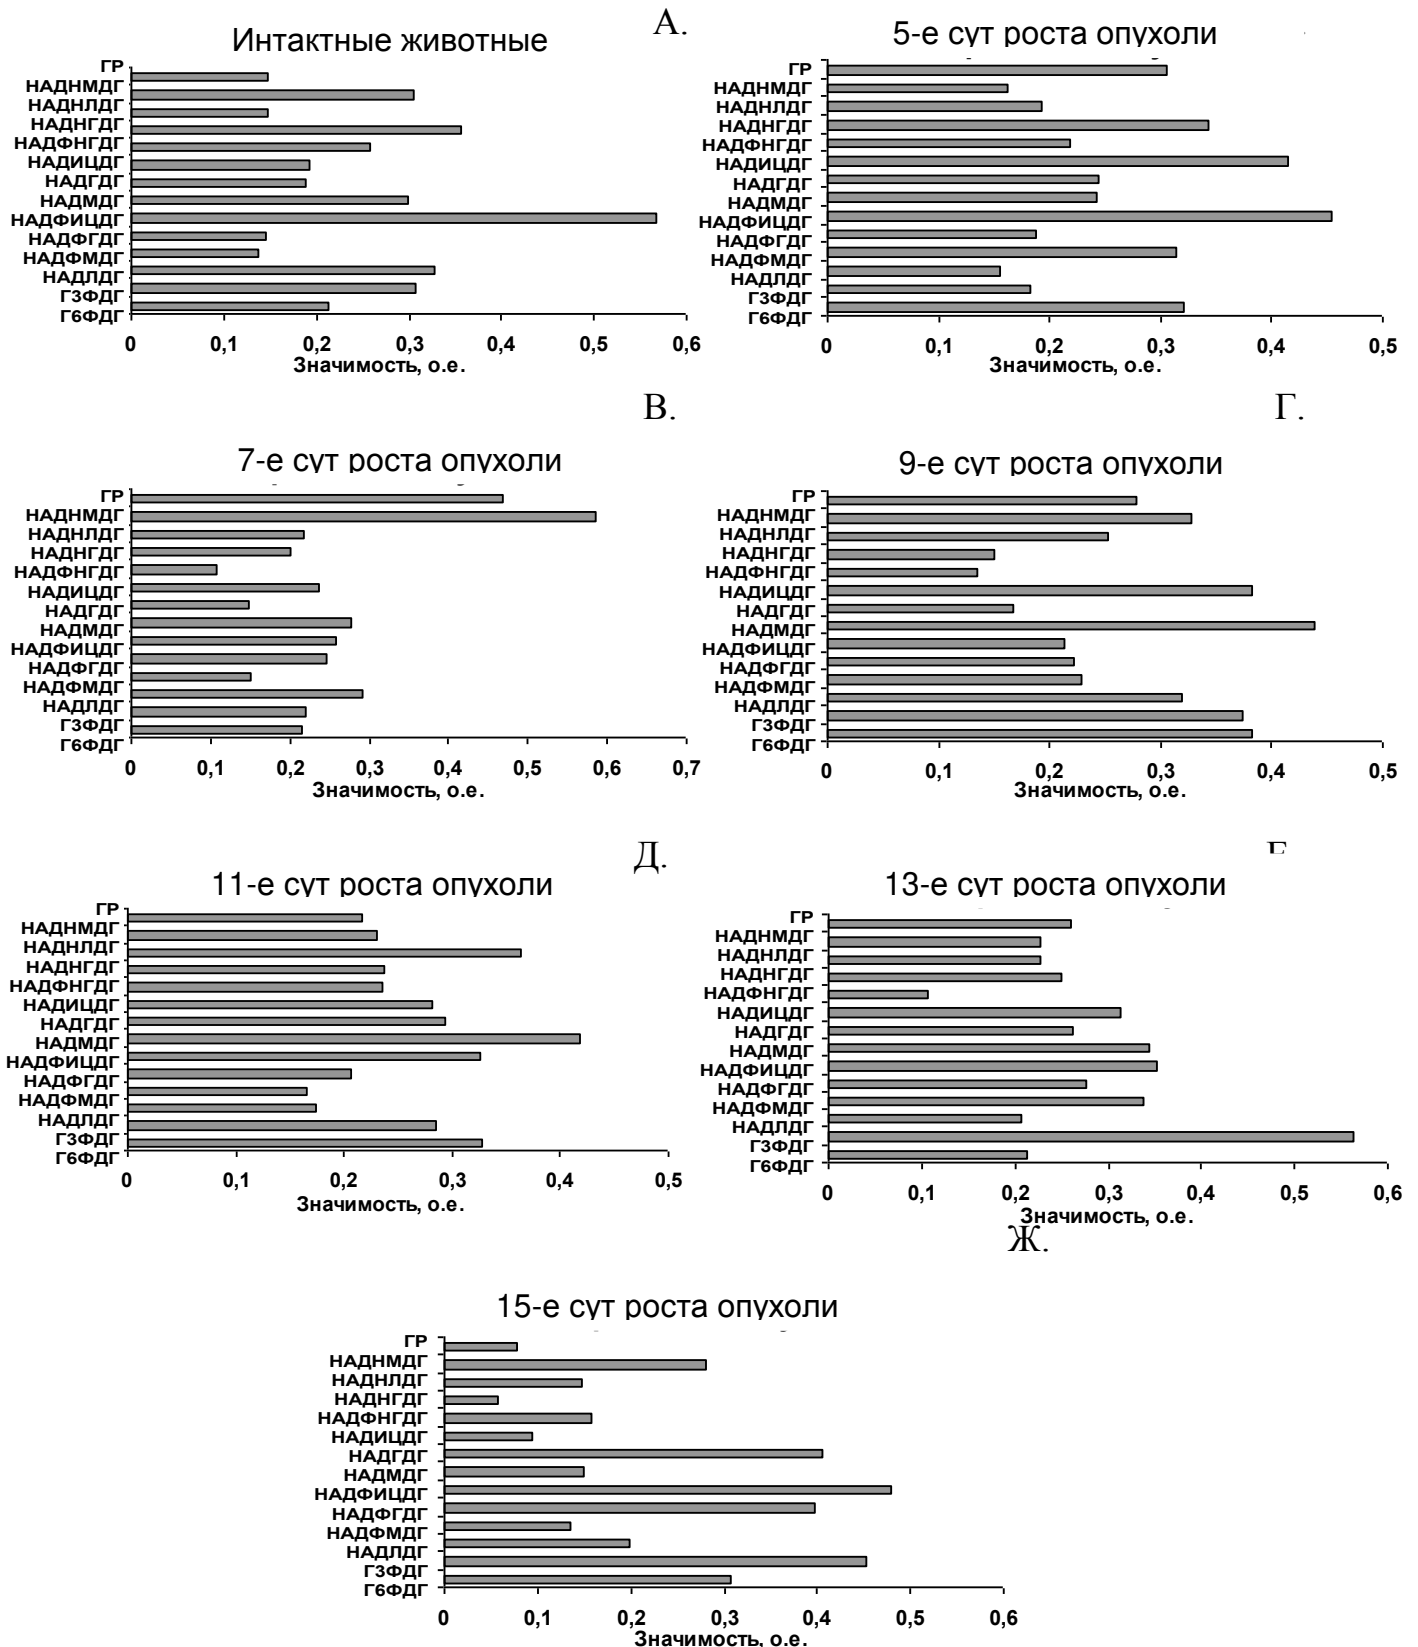 А.
Интактные животные
ГР
НАДНМДГ
НАДНЛДГ
НАДНГДГ
НАДФНГДГ
НАДИЦДГ
НАДГДГ
НАДМДГ
НАДФИЦДГ
НАДФГДГ
НАДФМДГ
НАДЛДГ
Г3ФДГ
Г6ФДГ
0 0,1 0,2 0,3 0,4 0,5 0,6
Значимость, о.е.
5-е сут роста опухоли
ГР
НАДНМДГ
НАДНЛДГ
НАДНГДГ
НАДФНГДГ
НАДИЦДГ
НАДГДГ
НАДМДГ
НАДФИЦДГ
НАДФГДГ
НАДФМДГ
НАДЛДГ
Г3ФДГ
Г6ФДГ
0 0,1 0,2 0,3 0,4 0,5
Значимость, о.е.
В.
7-е сут роста опухоли
ГР
НАДНМДГ
НАДНЛДГ
НАДНГДГ
НАДФНГДГ
НАДИЦДГ
НАДГДГ
НАДМДГ
НАДФИЦДГ
НАДФГДГ
НАДФМДГ
НАДЛДГ
Г3ФДГ
Г6ФДГ
0 0,1 0,2 0,3 0,4 0,5 0,6 0,7
Значимость, о.е.
Г.
9-е сут роста опухоли
ГР
НАДНМДГ
НАДНЛДГ
НАДНГДГ
НАДФНГДГ
НАДИЦДГ
НАДГДГ
НАДМДГ
НАДФИЦДГ
НАДФГДГ
НАДФМДГ
НАДЛДГ
Г3ФДГ
Г6ФДГ
0 0,1 0,2 0,3 0,4 0,5
Значимость, о.е.
Д.
11-е сут роста опухоли
ГР
НАДНМДГ
НАДНЛДГ
НАДНГДГ
НАДФНГДГ
НАДИЦДГ
НАДГДГ
НАДМДГ
НАДФИЦДГ
НАДФГДГ
НАДФМДГ
НАДЛДГ
Г3ФДГ
Г6ФДГ
0 0,1 0,2 0,3 0,4 0,5
Значимость, о.е.
13-е сут роста опухоли
ГР
НАДНМДГ
НАДНЛДГ
НАДНГДГ
НАДФНГДГ
НАДИЦДГ
НАДГДГ
НАДМДГ
НАДФИЦДГ
НАДФГДГ
НАДФМДГ
НАДЛДГ
Г3ФДГ
Г6ФДГ
0 0,1 0,2 0,3 0,4 0,5 0,6
Значимость, о.е.
Ж.
15-е сут роста опухоли
ГР
НАДНМДГ
НАДНЛДГ
НАДНГДГ
НАДФНГДГ
НАДИЦДГ
НАДГДГ
НАДМДГ
НАДФИЦДГ
НАДФГДГ
НАДФМДГ
НАДЛДГ
Г3ФДГ
Г6ФДГ
0 0,1 0,2 0,3 0,4 0,5 0,6
Значимость, о.е.